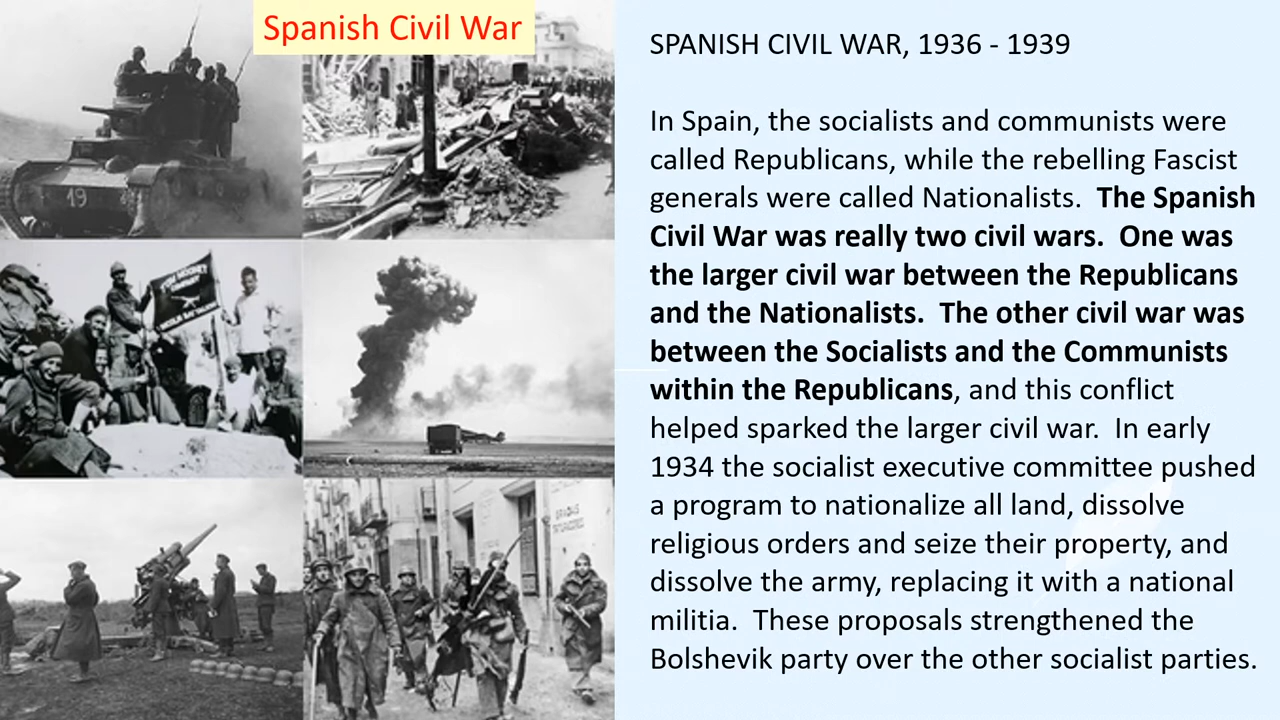 Spanish Civil War
SPANISH CIVIL WAR, 1936 - 1939
In Spain, the socialists and communists were
called Republicans, while the rebelling Fascist
generals were called Nationalists.  The Spanish
Civil War was really two civil wars.  One was
the larger civil war between the Republicans
and the Nationalists.  The other civil war was
between the Socialists and the Communists
within the Republicans, and this conflict
helped sparked the larger civil war.  In early
1934 the socialist executive committee pushed
a program to nationalize all land, dissolve
religious orders and seize their property, and
dissolve the army, replacing it with a national
militia.  These proposals strengthened the
Bolshevik party over the other socialist parties.
19